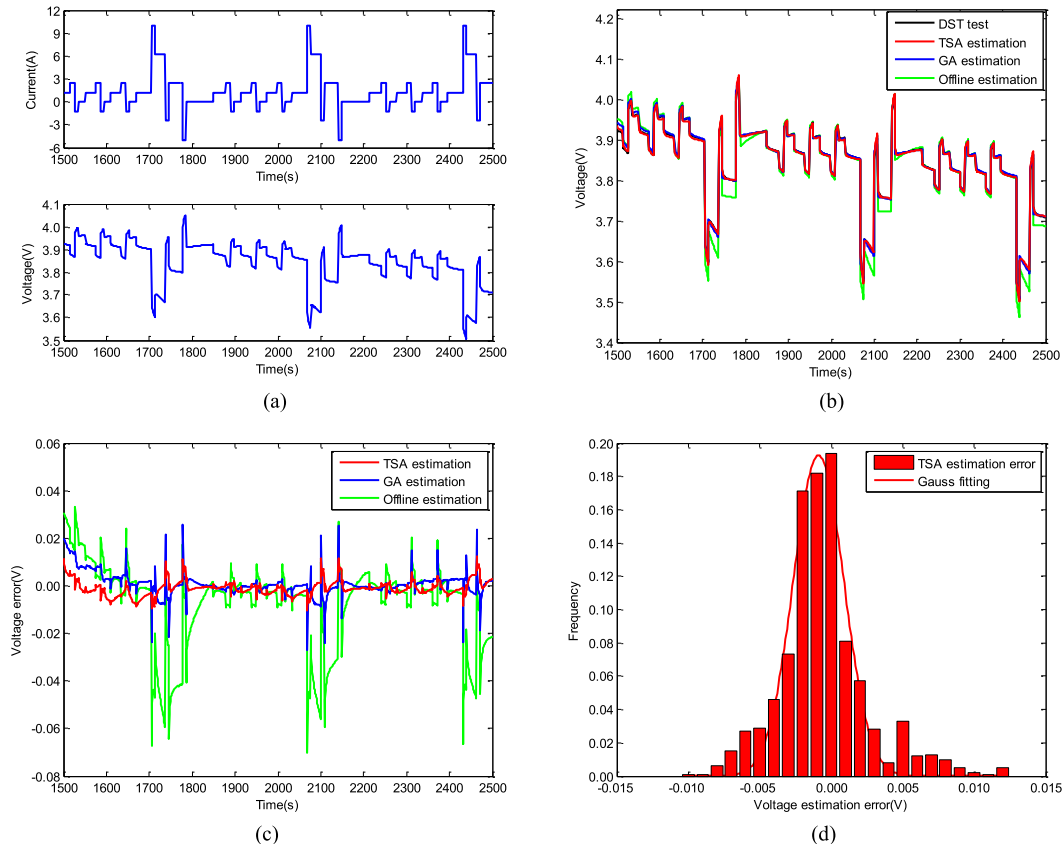 12
9
6
3
0
-3
-6
Current(A)
1500 1600 1700 1800 1900 2000 2100 2200 2300 2400 2500
Time(s)
4.1
4.0
3.9
3.8
3.7
3.6
3.5
Voltage(V)
1500 1600 1700 1800 1900 2000 2100 2200 2300 2400 2500
Time(s)
(a)
DST test
TSA estimation
GA estimation
Offline estimation
4.2
4.0
3.9
3.8
3.7
3.6
3.5
3.4
Voltage(V)
1500 1600 1700 1800 1900 2000 2100 2200 2300 2400 2500
Time(s)
(b)
TSA estimation
GA estimation
Offline estimation
0.06
0.04
0.02
0.00
-0.02
-0.04
-0.06
-0.08
Voltage error(V)
1500 1600 1700 1800 1900 2000 2100 2200 2300 2400 2500
Time(s)
(c)
TSA estimation error
Gauss fitting
0.20
0.18
0.16
0.14
0.12
0.10
0.08
0.06
0.04
0.02
0.00
Frequency
-0.015 -0.010 -0.005 0.000 0.005 0.010 0.015
Voltage estimation error(V)
(d)